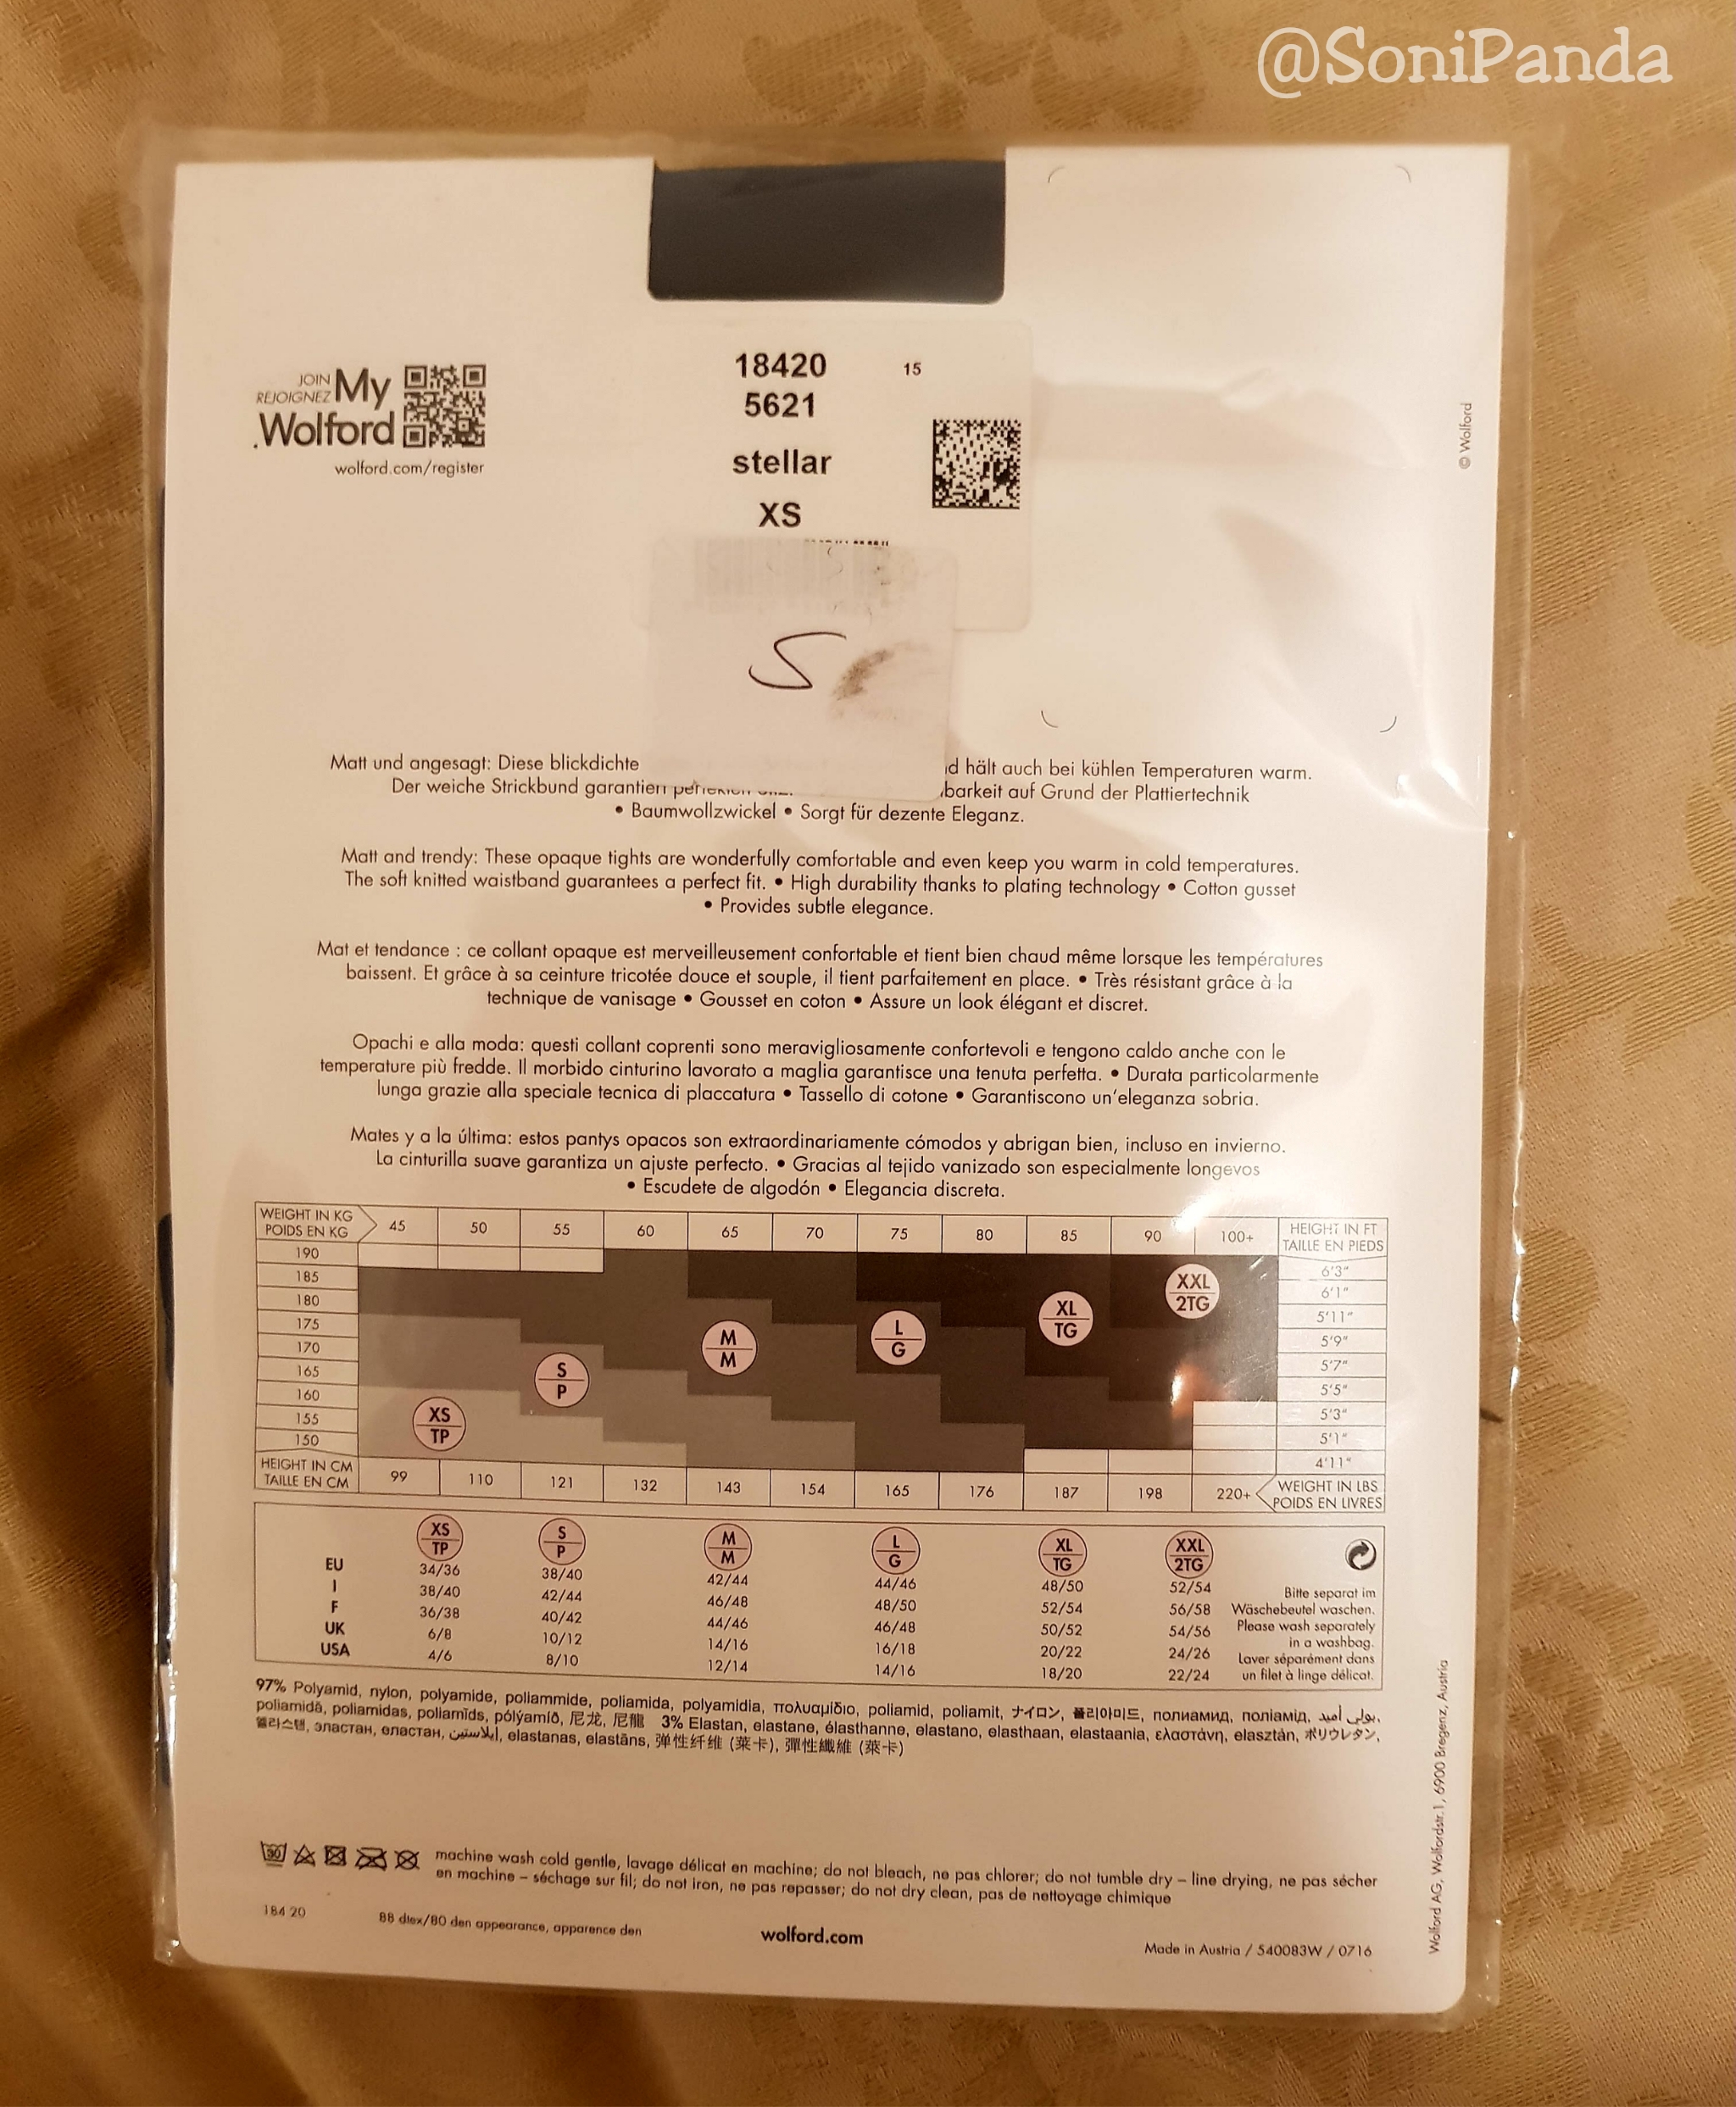 @SoniPanda
JOIN
REJOIGNEZ My
Wolford
wolford.com/register
18420
15
5621
stellar
XS
S
© Wolford
Matt und angesagt: Diese blickdichte hält auch bei kühlen Temperaturen warm.
Der weiche Strickbund garantiert auf Grund der Plattiertechnik
• Baumwollzwickel • Sorgt für dezente Eleganz.
Matt and trendy: These opaque tights are wonderfully comfortable and even keep you warm in cold temperatures.
The soft knitted waistband guarantees a perfect fit. • High durability thanks to plating technology • Cotton gusset
• Provides subtle elegance.
Mat et tendance : ce collant opaque est merveilleusement confortable et tient bien chaud même lorsque les températures
baissent. Et grâce à sa ceinture tricotée douce et souple, il tient parfaitement en place. • Très résistant grâce à la
technique de vanisage • Gousset en coton • Assure un look élégant et discret.
Opachi e alla moda: questi collant coprenti sono meravigliosamente confortevoli e tengono caldo anche con le
temperature più fredde. Il morbido cinturino lavorato a maglia garantisce una tenuta perfetta. • Durata particolarmente
lunga grazie alla speciale tecnica di placcatura • Tassello di cotone • Garantiscono un'eleganza sobria.
Mates y a la última: estos pantys opacos son extraordinariamente cómodos y abrigan bien, incluso en invierno.
La cinturilla suave garantiza un ajuste perfecto. • Gracias al tejido vanizado son especialmente longevos
• Escudete de algodón • Elegancia discreta.
WEIGHT IN KG
POIDS EN KG
45 50 55 60 65 70 75 80 85 90 100+
HEIGHT IN FT
TAILLE EN PIEDS
190 6'3"
185 6'1"
180 5'11"
175 5'9"
170 5'7"
165 5'5"
160 5'3"
155 5'1"
150 4'11"
XS
TP
S
P
M
M
L
G
XL
TG
XXL
2TG
HEIGHT IN CM
TAILLE EN CM
99 110 121 132 143 154 165 176 187 198 220+
WEIGHT IN LBS
POIDS EN LIVRES
XS S M L XL XXL
TP P M G TG 2TG
EU 34/36 38/40 42/44 44/46 48/50 52/54
I 38/40 42/44 46/48 48/50 52/54 56/58
F 36/38 40/42 44/46 46/48 50/52 54/56
UK 6/8 10/12 14/16 16/18 20/22 24/26
USA 4/6 8/10 12/14 14/16 18/20 22/24
Bitte separat im
Wäschebeutel waschen.
Please wash separately
in a washbag.
Laver séparément dans
un filet à linge délicat.
97% Polyamid, nylon, polyamide, poliammide, poliamida, polyamidia, πολυαμίδιο, poliamid, poliamit, ナイロン, 폴리아미드, полиамид, поліамід, بولي أميد,
poliamidă, poliamidas, poliamīds, pólýamíð, 尼龙, 尼龍 3% Elastan, elastane, élasthanne, elastano, elasthaan, elastaania, ελαστάνη, elasztán, ポリウレタン,
엘라스텐, эластан, еластан, إيلاستين, elastanas, elastāns, 弹性纤维 (莱卡), 彈性纖維 (萊卡)
30
machine wash cold gentle, lavage délicat en machine; do not bleach, ne pas chlorer; do not tumble dry – line drying, ne pas sécher
en machine – séchage sur fil; do not iron, ne pas repasser; do not dry clean, pas de nettoyage chimique
184 20
88 dtex/80 den appearance, apparence den
wolford.com
Made in Austria / 540083W / 0716
Wolford AG, Wolfordstr.1, 6900 Bregenz, Austria